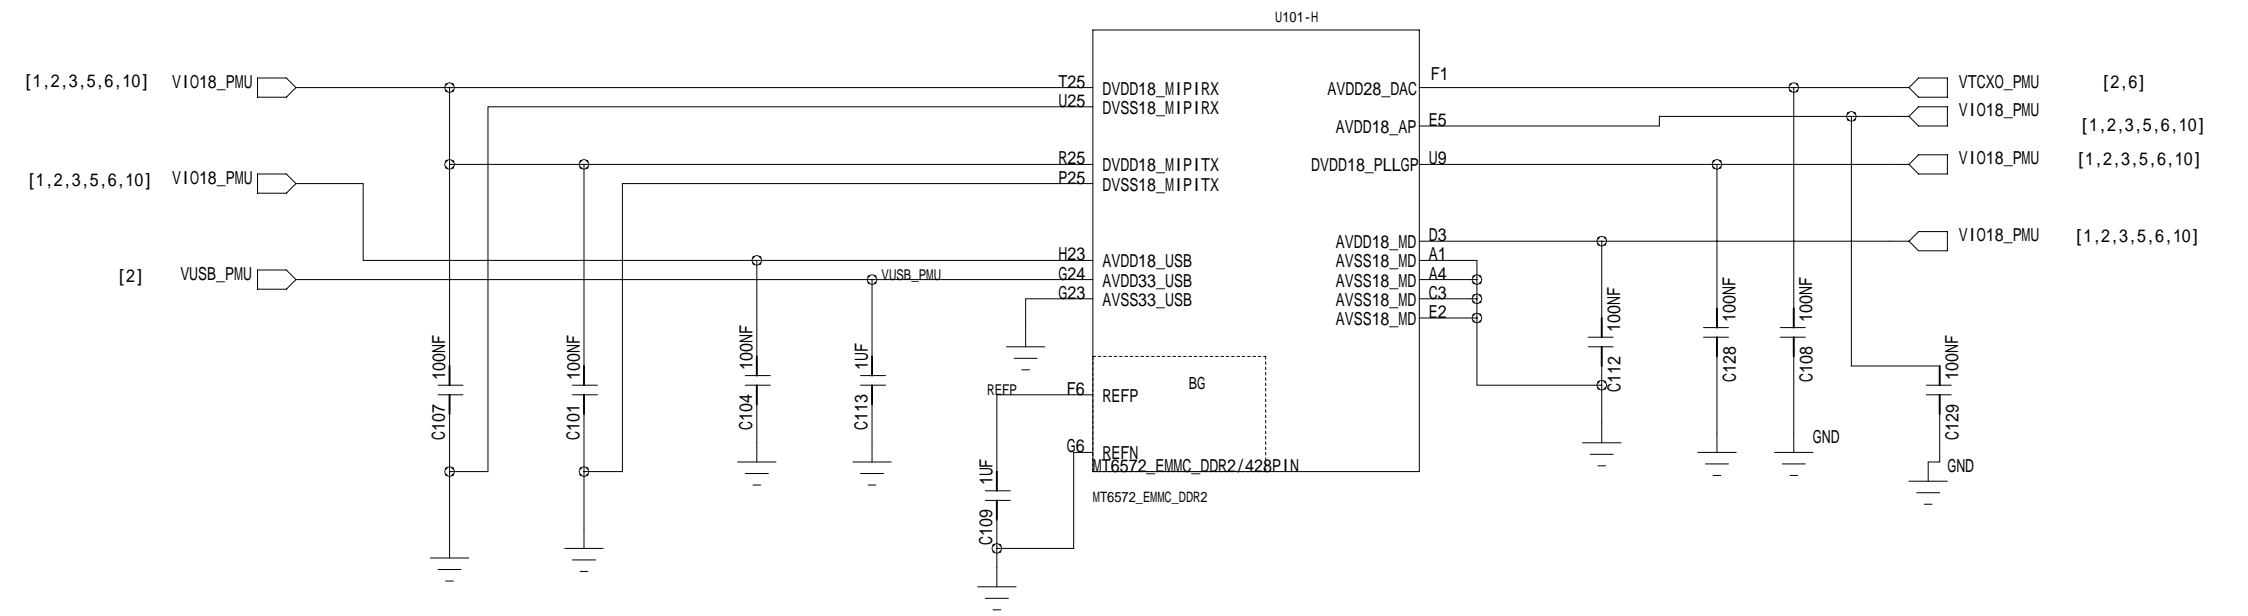 U101-H
[1,2,3,5,6,10] VIO18_PMU
T25 DVDD18_MIPIRX
U25 DVSS18_MIPIRX
R25 DVDD18_MIPITX
[1,2,3,5,6,10] VIO18_PMU
P25 DVSS18_MIPITX
H23 AVDD18_USB
[2] VUSB_PMU
VUSB_PMU
G24 AVDD33_USB
G23 AVSS33_USB
AVDD28_DAC F1
VTCXO_PMU [2,6]
AVDD18_AP E5
VIO18_PMU
[1,2,3,5,6,10]
DVDD18_PLLGP U9
VIO18_PMU [1,2,3,5,6,10]
AVDD18_MD D3
VIO18_PMU [1,2,3,5,6,10]
AVSS18_MD A1
AVSS18_MD A4
AVSS18_MD C3
AVSS18_MD E2
100NF
C107
100NF
C101
100NF
C104
1UF
C113
REFP F6 REFP
BG
G6 REFN
MT6572_EMMC_DDR2/428PIN
MT6572_EMMC_DDR2
1UF
C109
100NF
C112
100NF
C128
100NF
C108
GND
100NF
C129
GND